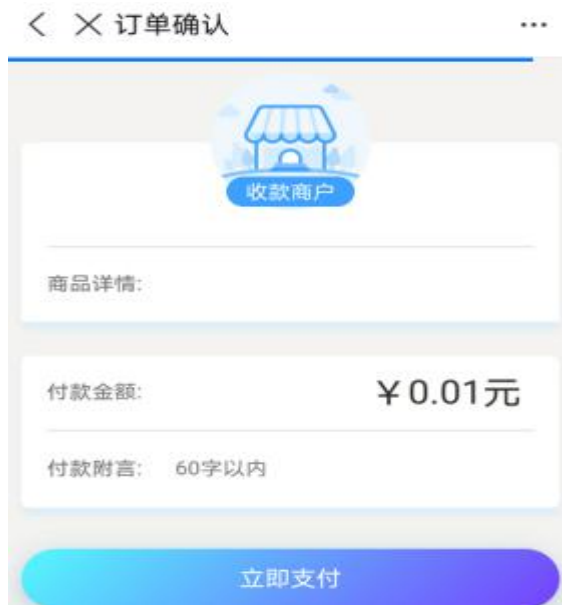 订单确认
收款商户
商品详情:
付款金额: ￥0.01元
付款附言: 60字以内
立即支付